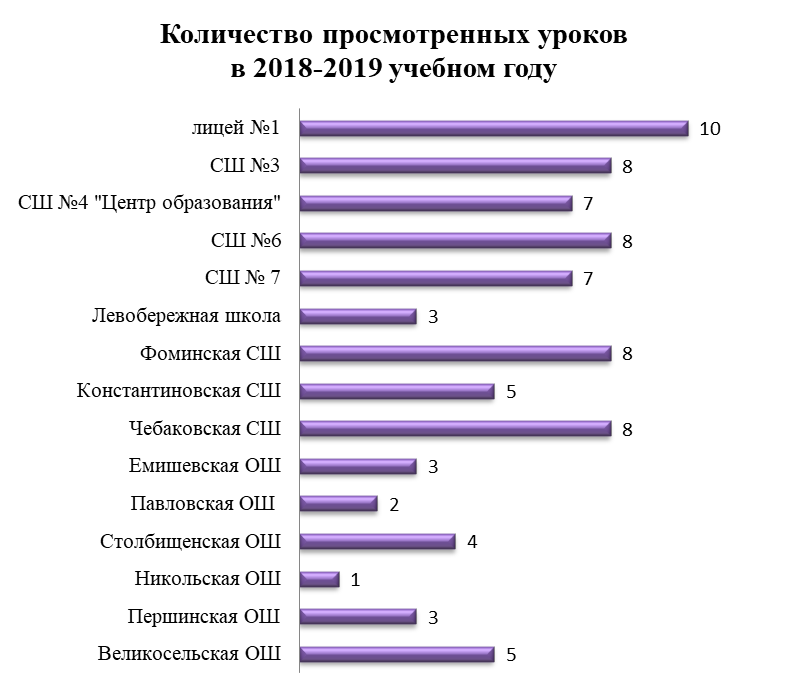 Количество просмотренных уроков
в 2018-2019 учебном году
лицей №1 10
СШ №3 8
СШ №4 "Центр образования" 7
СШ №6 8
СШ № 7 7
Левобережная школа 3
Фоминская СШ 8
Константиновская СШ 5
Чебаковская СШ 8
Емишевская ОШ 3
Павловская ОШ 2
Столбищенская ОШ 4
Никольская ОШ 1
Першинская ОШ 3
Великосельская ОШ 5